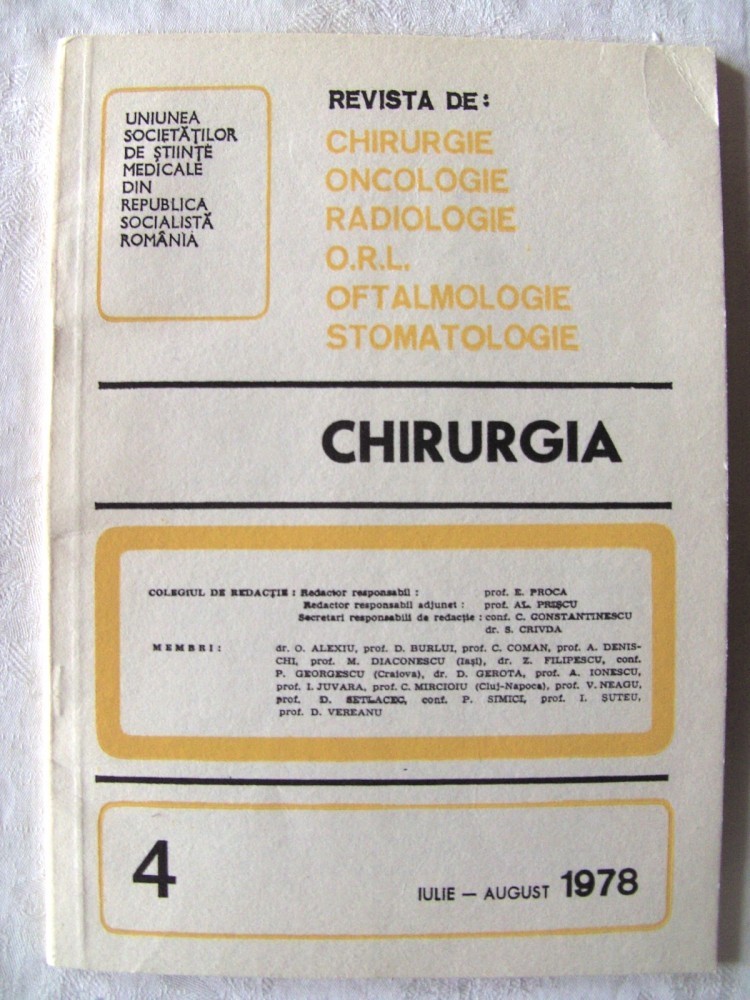 UNIUNEA
SOCIETĂȚILOR
DE ȘTIINȚE
MEDICALE
DIN
REPUBLICA
SOCIALISTĂ
ROMÂNIA
REVISTA DE:
CHIRURGIE
ONCOLOGIE
RADIOLOGIE
O.R.L.
OFTALMOLOGIE
STOMATOLOGIE
CHIRURGIA
COLEGIUL DE REDACȚIE : Redactor responsabil : prof. E. PROCA
Redactor responsabil adjunct : prof. AL. PRIȘCU
Secretari responsabili de redacție : conf. C. CONSTANTINESCU
dr. S. CRIVDA
MEMBRI : dr. O. ALEXIU, prof. D. BURLUI, prof. C. COMAN, prof. A. DENIS-
CHI, prof. M. DIACONESCU (Iași), dr. Z. FILIPESCU, conf.
P. GEORGESCU (Craiova), dr. D. GEROTA, prof. A. IONESCU,
prof. I. JUVARA, prof. C. MIRCIOIU (Cluj-Napoca), prof. V. NEAGU,
prof. D. SETLACEC, conf. P. SIMICI, prof. I. ȘUTEU,
prof. D. VEREANU
4
IULIE — AUGUST 1978